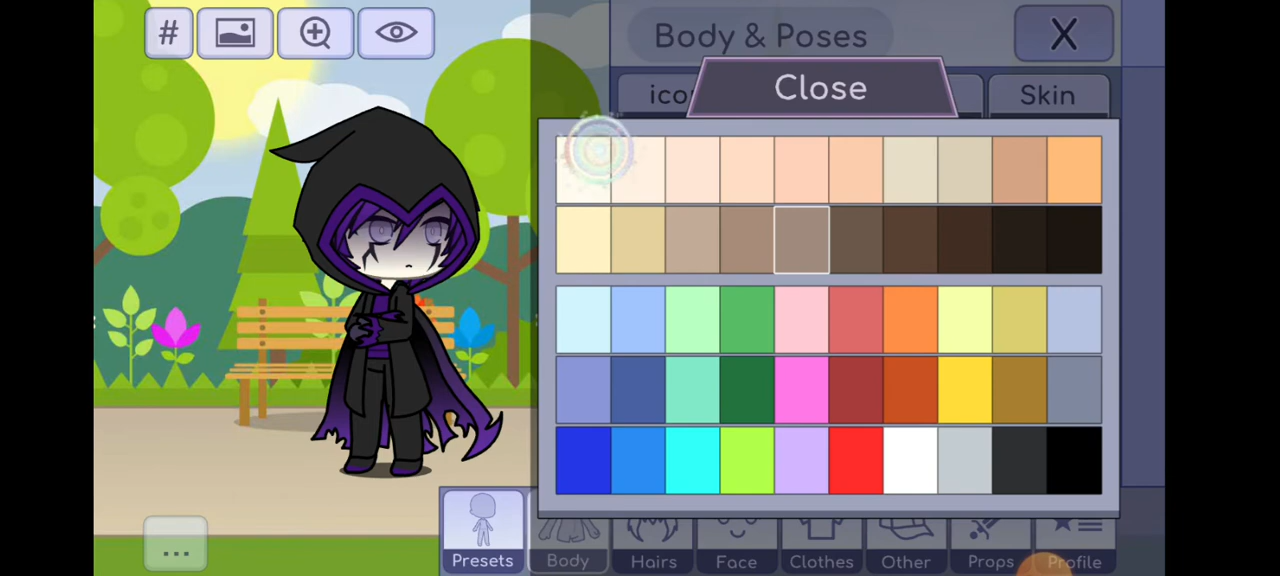 #
Body & Poses
X
ico
Close
Skin
...
Presets
Body
Hairs
Face
Clothes
Other
Props
Profile